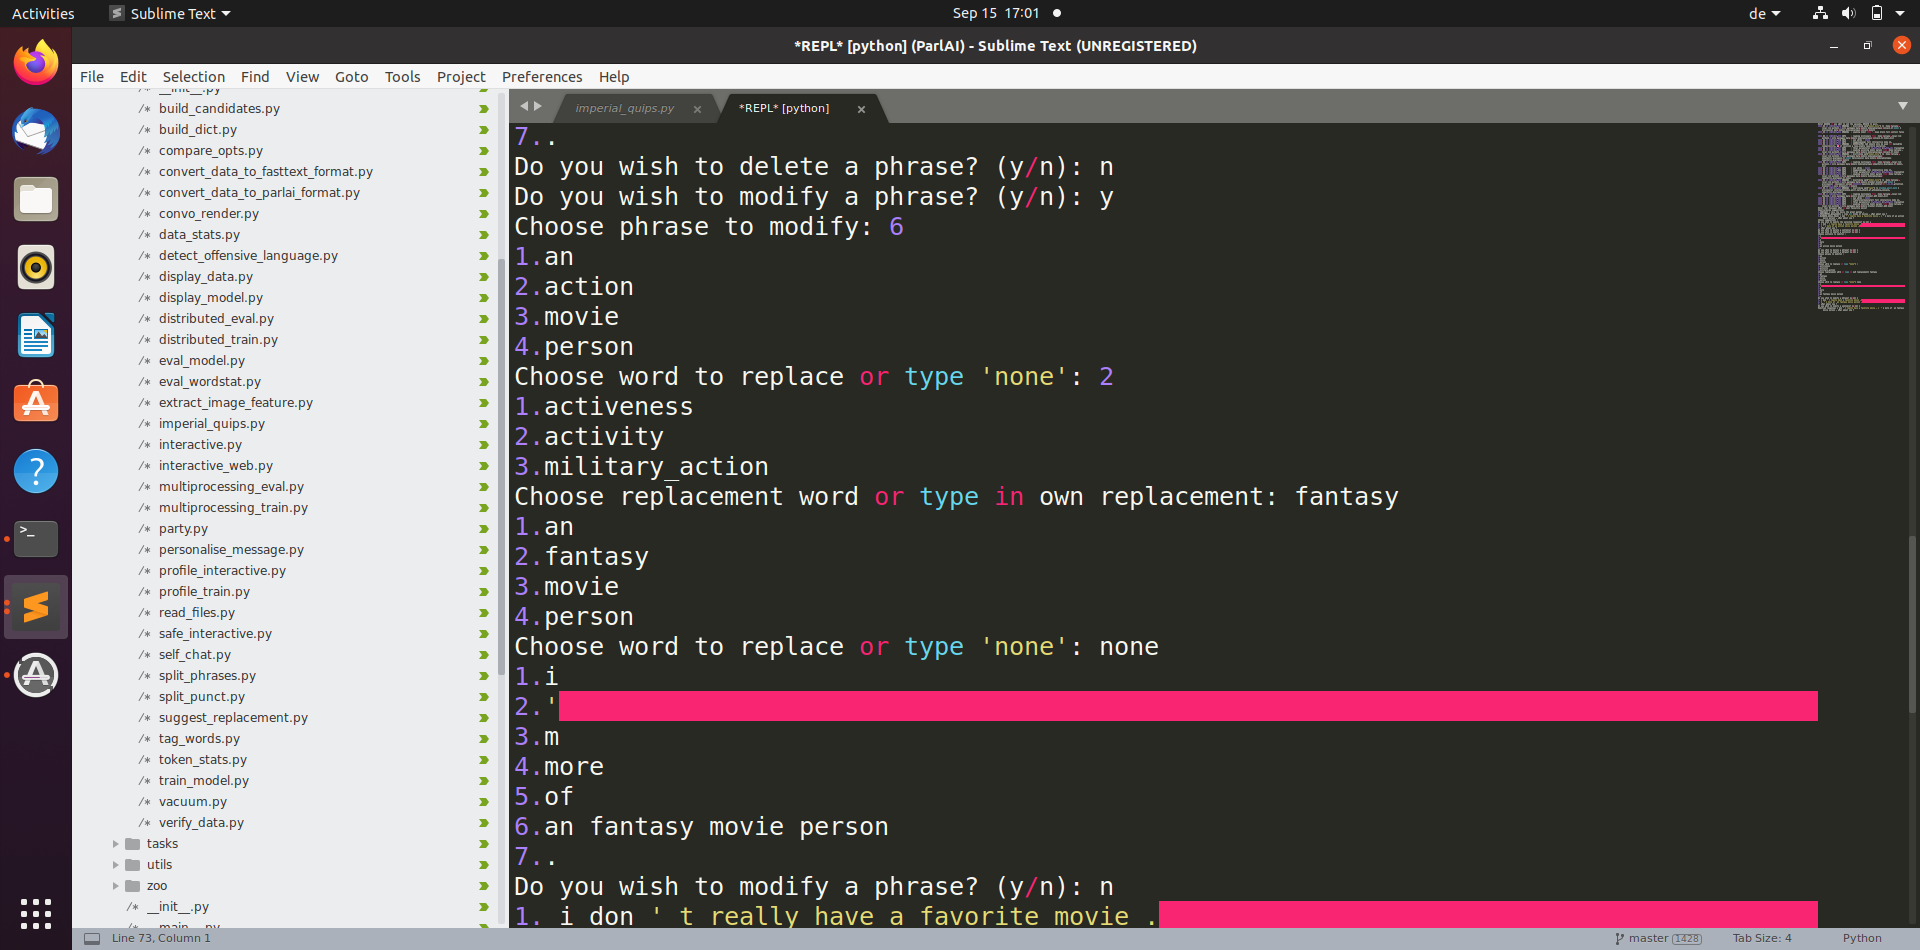 Activities
Sublime Text
Sep 15 17:01
de
*REPL* [python] (ParlAI) - Sublime Text (UNREGISTERED)
File Edit Selection Find View Goto Tools Project Preferences Help
/* __init__.py
/* build_candidates.py
/* build_dict.py
/* compare_opts.py
/* convert_data_to_fasttext_format.py
/* convert_data_to_parlai_format.py
/* convo_render.py
/* data_stats.py
/* detect_offensive_language.py
/* display_data.py
/* display_model.py
/* distributed_eval.py
/* distributed_train.py
/* eval_model.py
/* eval_wordstat.py
/* extract_image_feature.py
/* imperial_quips.py
/* interactive.py
/* interactive_web.py
/* multiprocessing_eval.py
/* multiprocessing_train.py
/* party.py
/* personalise_message.py
/* profile_interactive.py
/* profile_train.py
/* read_files.py
/* safe_interactive.py
/* self_chat.py
/* split_phrases.py
/* split_punct.py
/* suggest_replacement.py
/* tag_words.py
/* token_stats.py
/* train_model.py
/* vacuum.py
/* verify_data.py
tasks
utils
zoo
/* __init__.py
imperial_quips.py
*REPL* [python]
7..
Do you wish to delete a phrase? (y/n): n
Do you wish to modify a phrase? (y/n): y
Choose phrase to modify: 6
1.an
2.action
3.movie
4.person
Choose word to replace or type 'none': 2
1.activeness
2.activity
3.military_action
Choose replacement word or type in own replacement: fantasy
1.an
2.fantasy
3.movie
4.person
Choose word to replace or type 'none': none
1.i
2.'
3.m
4.more
5.of
6.an fantasy movie person
7..
Do you wish to modify a phrase? (y/n): n
1. i don ' t really have a favorite movie .
Line 73, Column 1
master 1428
Tab Size: 4
Python